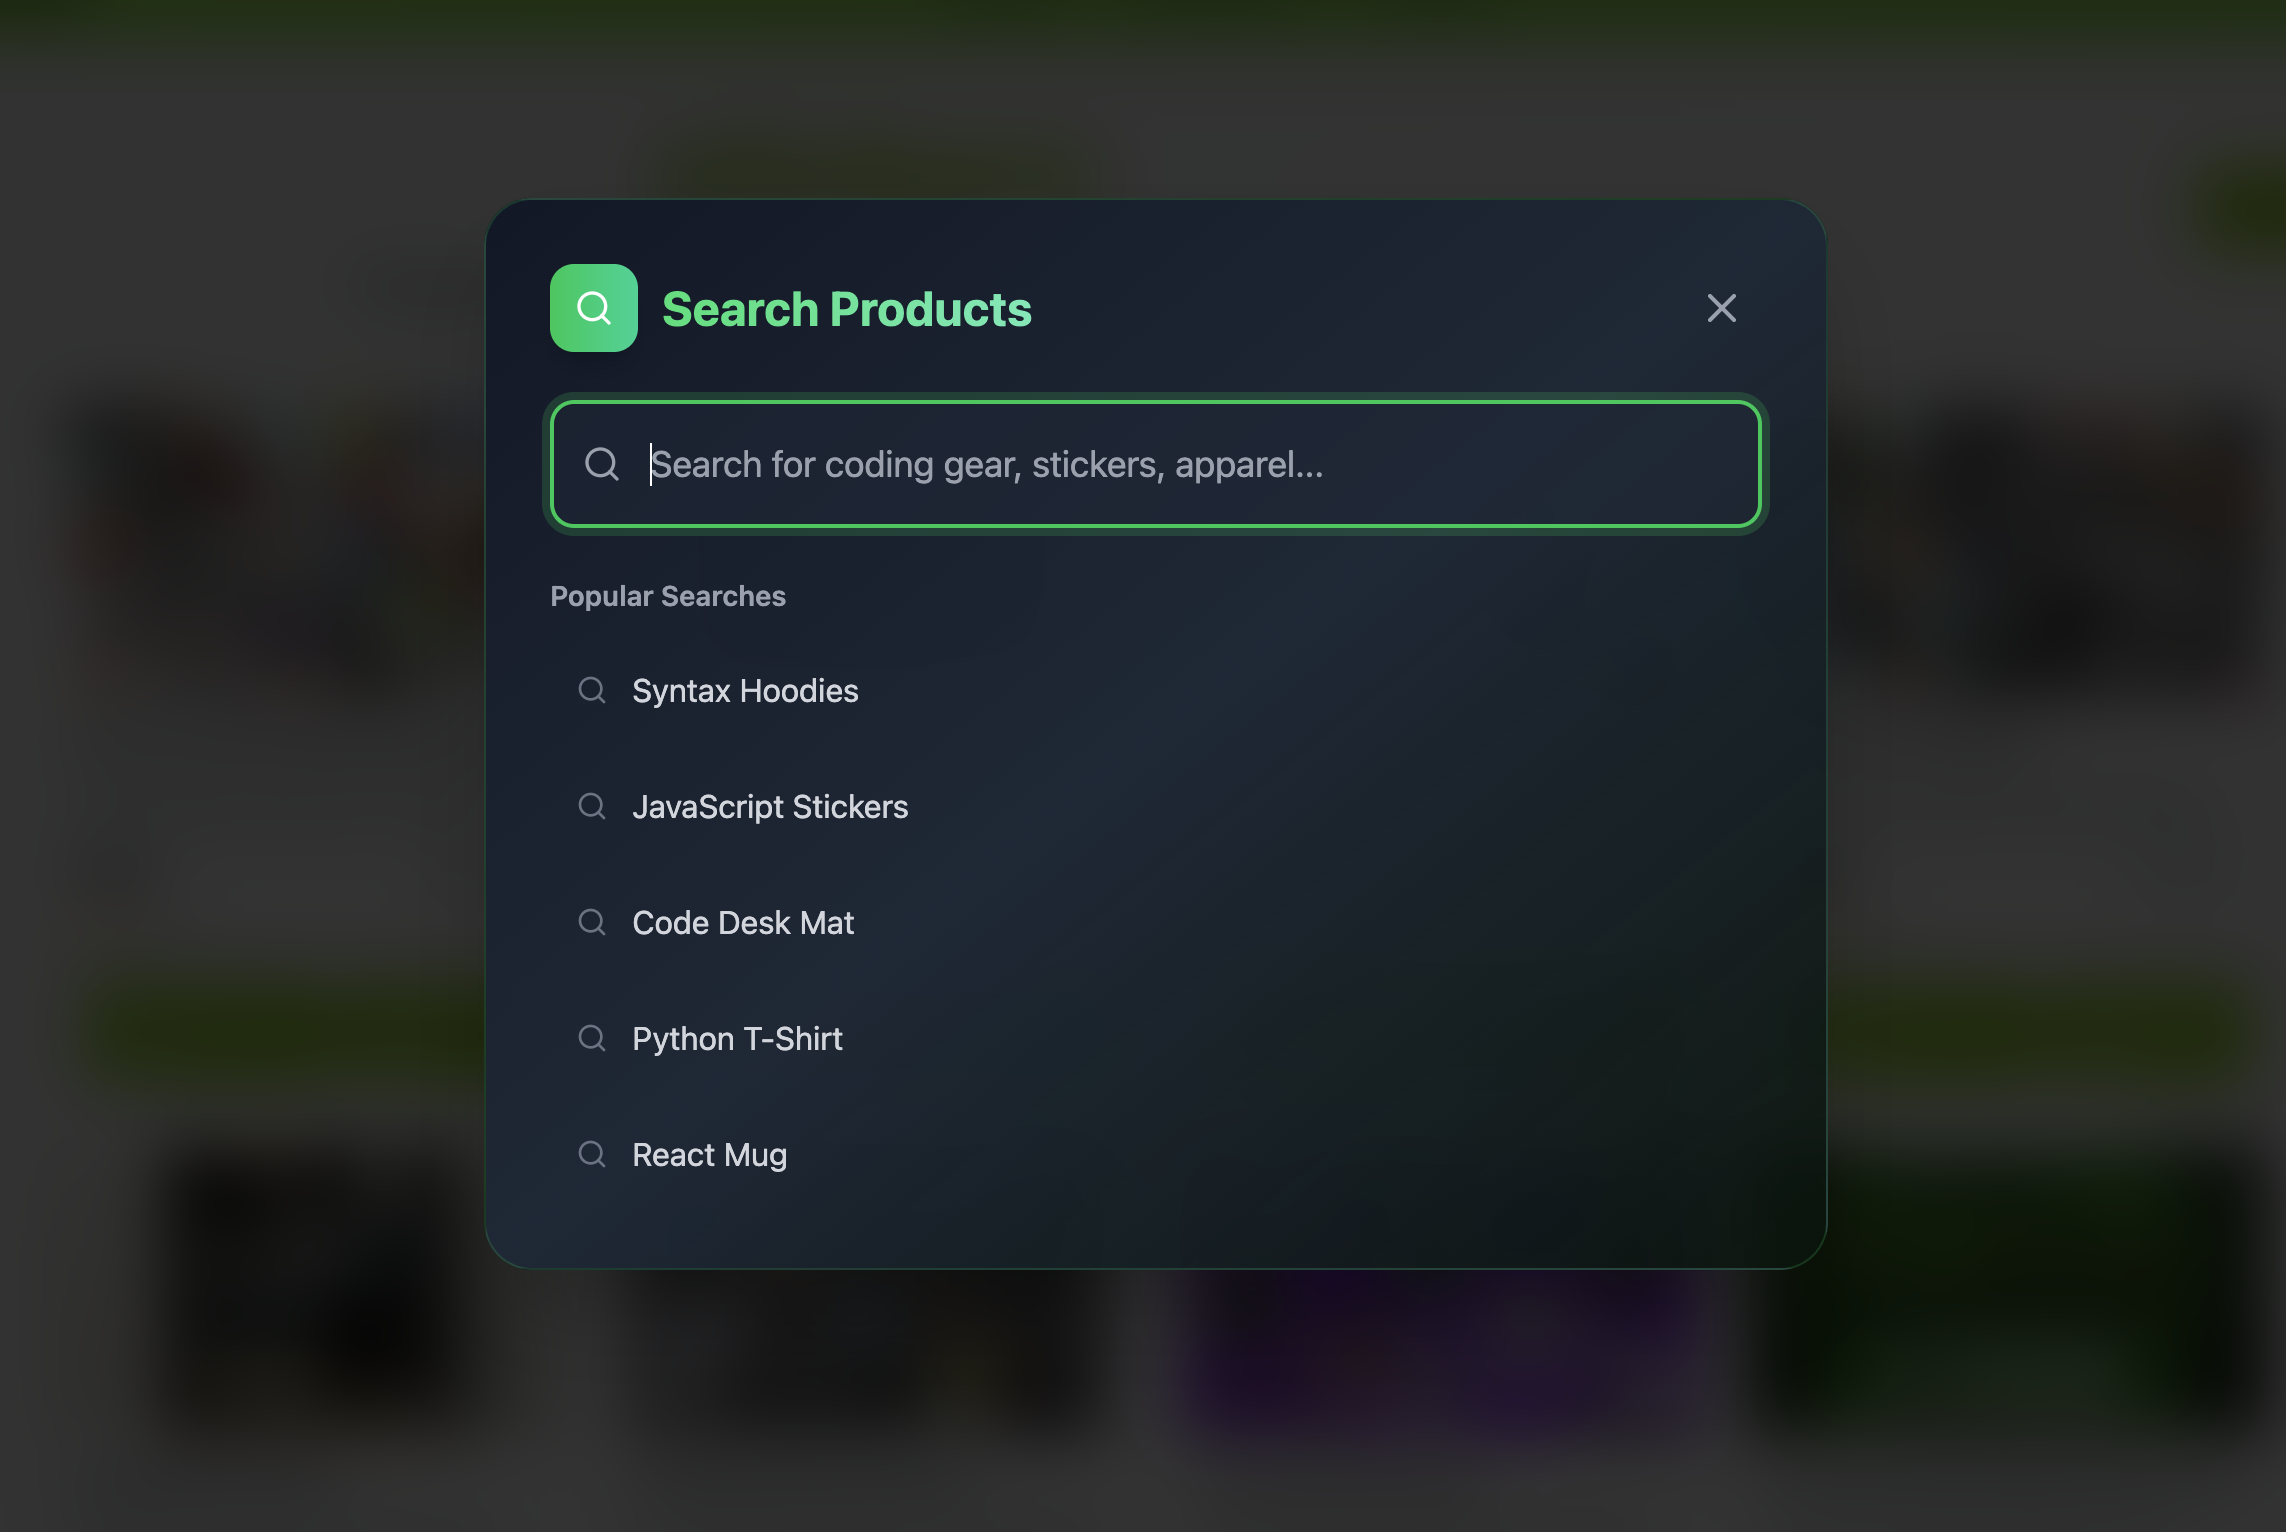 Search Products
Search for coding gear, stickers, apparel...
Popular Searches
Syntax Hoodies
JavaScript Stickers
Code Desk Mat
Python T-Shirt
React Mug